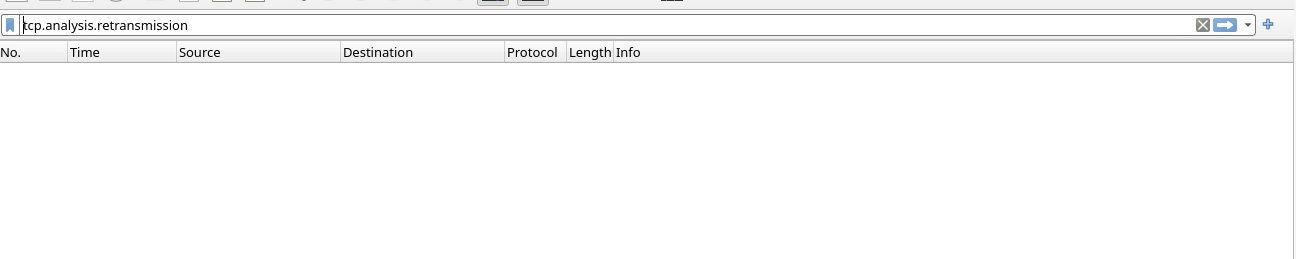 tcp.analysis.retransmission
No. Time Source Destination Protocol Length Info